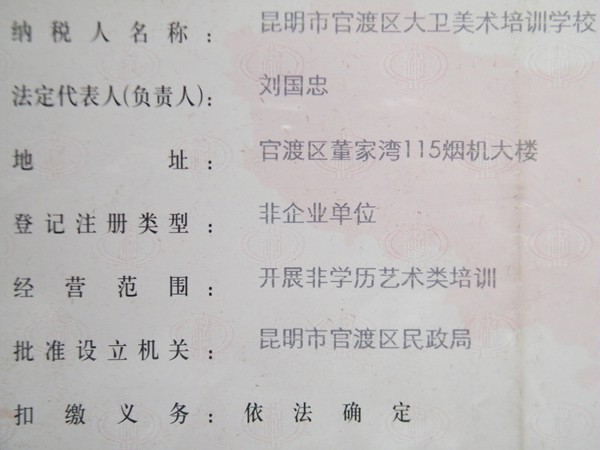 纳税人名称：昆明市官渡区大卫美术培训学校
法定代表人(负责人)：刘国忠
地址：官渡区董家湾115烟机大楼
登记注册类型：非企业单位
经营范围：开展非学历艺术类培训
批准设立机关：昆明市官渡区民政局
扣缴义务：依法确定